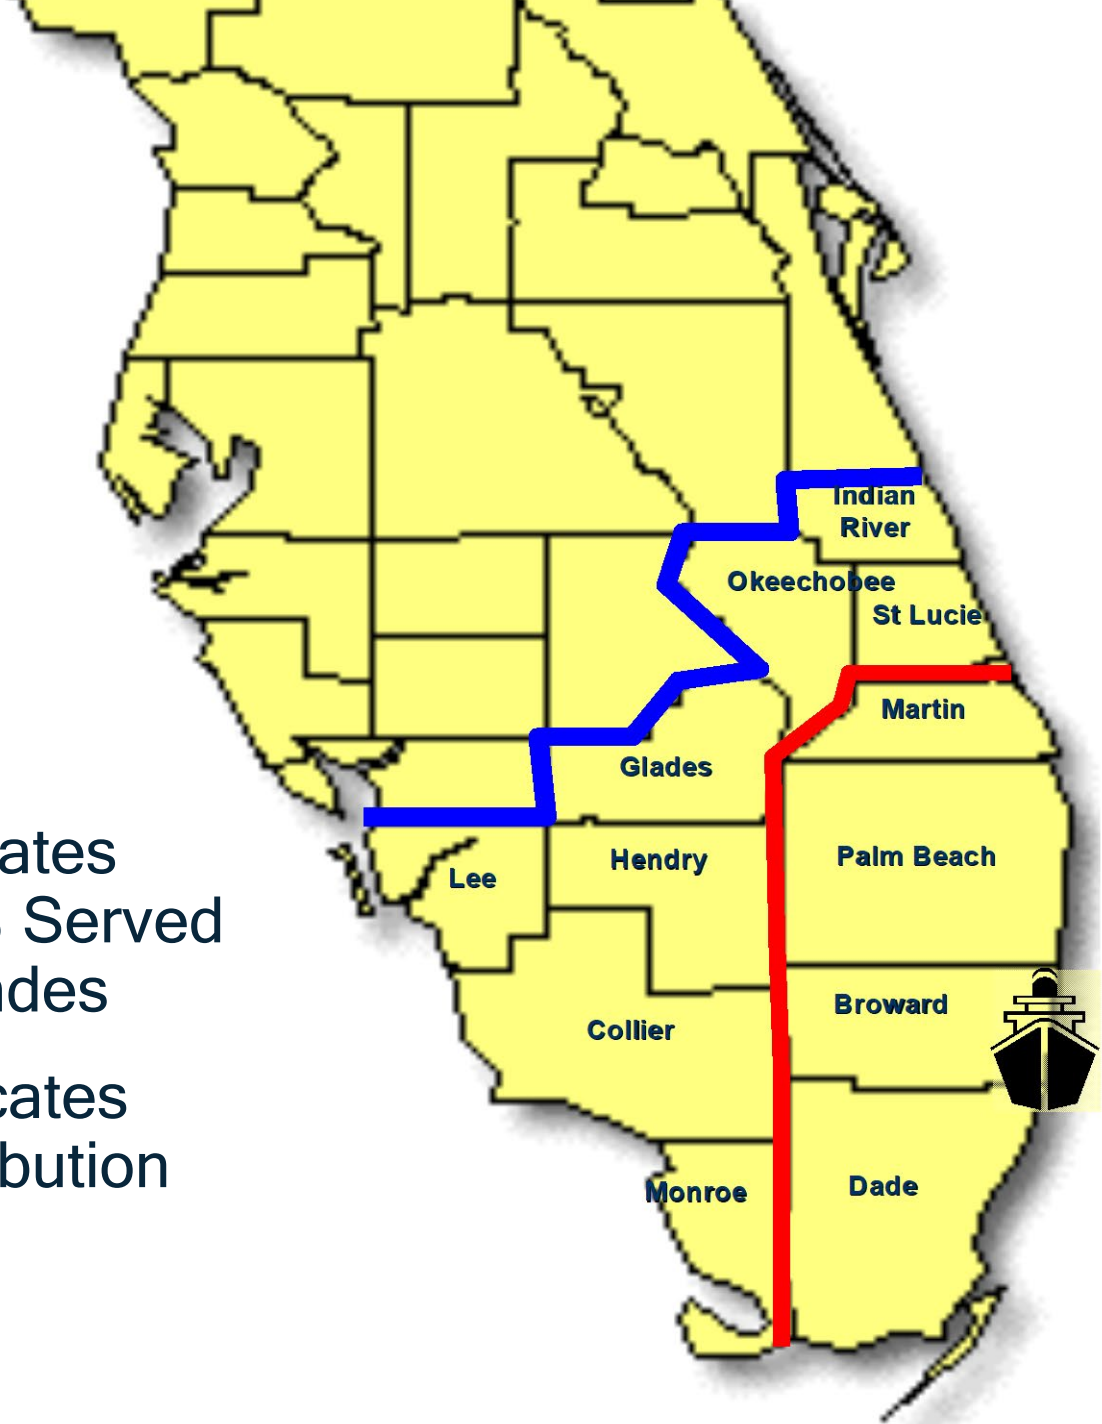 Indian
River
Okeechobee
St Lucie
Martin
Glades
Palm Beach
Hendry
Lee
Broward
Collier
Dade
Monroe
ates
s Served
ades
cates
bution